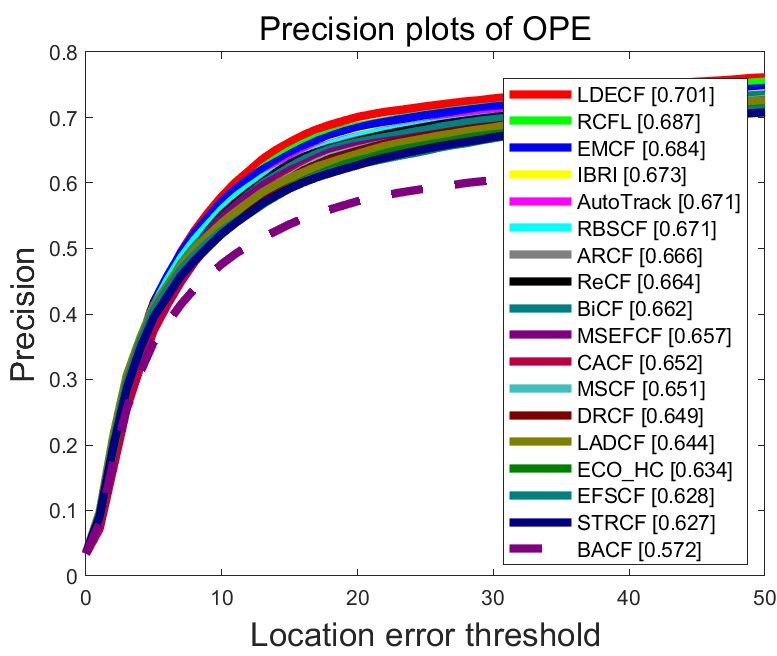 Precision plots of OPE
0.8
0.7
0.6
0.5
0.4
0.3
0.2
0.1
0
Precision
LDECF [0.701]
RCFL [0.687]
EMCF [0.684]
IBRI [0.673]
AutoTrack [0.671]
RBSCF [0.671]
ARCF [0.666]
ReCF [0.664]
BiCF [0.662]
MSEFCF [0.657]
CACF [0.652]
MSCF [0.651]
DRCF [0.649]
LADCF [0.644]
ECO_HC [0.634]
EFSCF [0.628]
STRCF [0.627]
BACF [0.572]
0 10 20 30 40 50
Location error threshold